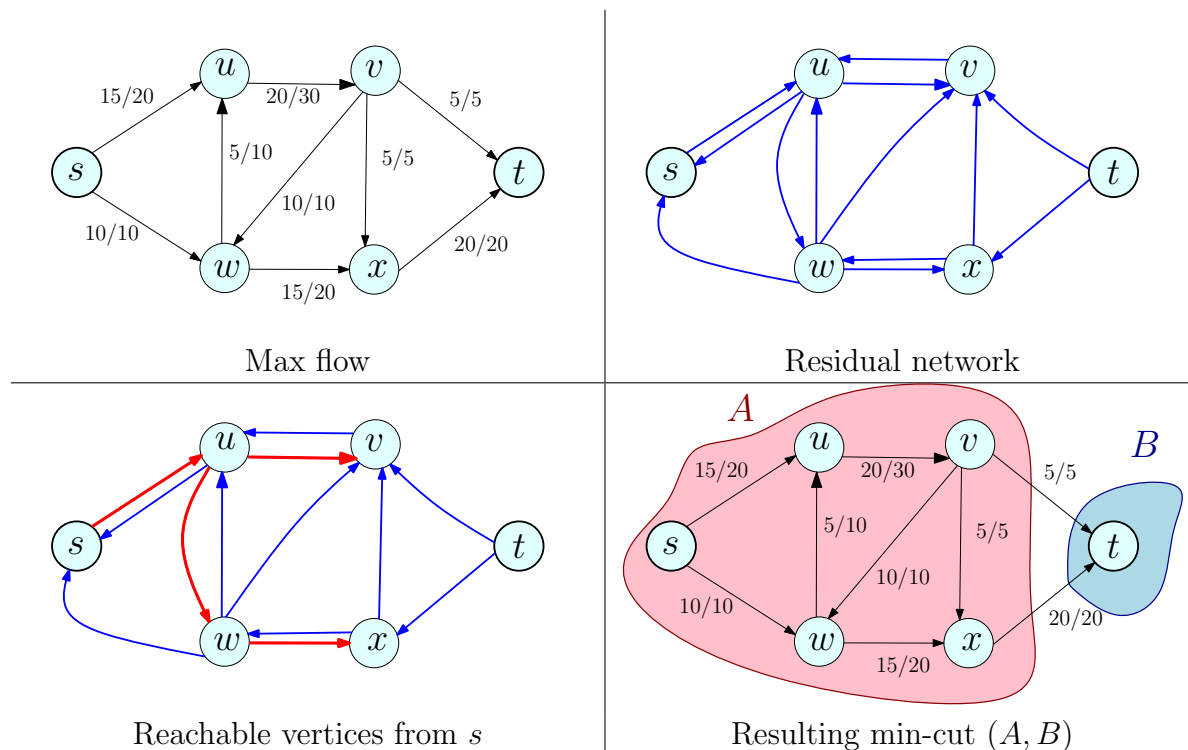 u
v
15/20
20/30
5/5
s
5/10
5/5
t
10/10
10/10
20/20
w
x
15/20
Max flow
u
v
s
t
w
x
Residual network
u
v
s
t
w
x
Reachable vertices from s
A
u
v
B
15/20
20/30
5/5
s
5/10
5/5
t
10/10
10/10
20/20
w
x
15/20
Resulting min-cut (A, B)